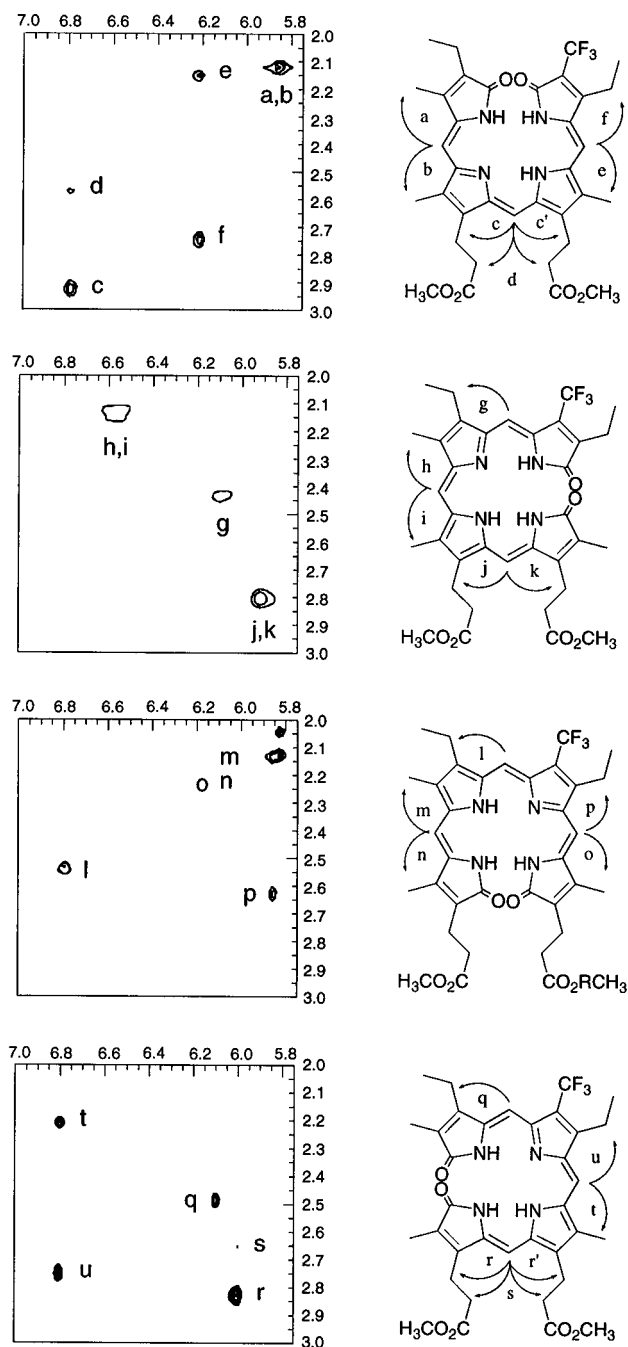 7.0 6.8 6.6 6.4 6.2 6.0 5.8
2.0
2.1
2.2
2.3
2.4
2.5
2.6
2.7
2.8
2.9
3.0
e
a,b
d
f
c
CF3
O O
NH HN
N HN
a
b
f
e
c c'
d
CH3O2C CO2CH3
7.0 6.8 6.6 6.4 6.2 6.0 5.8
2.0
2.1
2.2
2.3
2.4
2.5
2.6
2.7
2.8
2.9
3.0
h,i
g
j,k
g
CF3
N HN
O
O
NH HN
h
i
j k
CH3O2C CO2CH3
7.0 6.8 6.6 6.4 6.2 6.0 5.8
2.0
2.1
2.2
2.3
2.4
2.5
2.6
2.7
2.8
2.9
3.0
m
o n
l
p
l
CF3
NH N
m
n
p
o
NH HN
O O
CH3O2C CO2RCH3
7.0 6.8 6.6 6.4 6.2 6.0 5.8
2.0
2.1
2.2
2.3
2.4
2.5
2.6
2.7
2.8
2.9
3.0
t
q
s
u
r
q
CF3
NH N
O
O
NH HN
u
t
r r'
s
CH3O2C CO2CH3